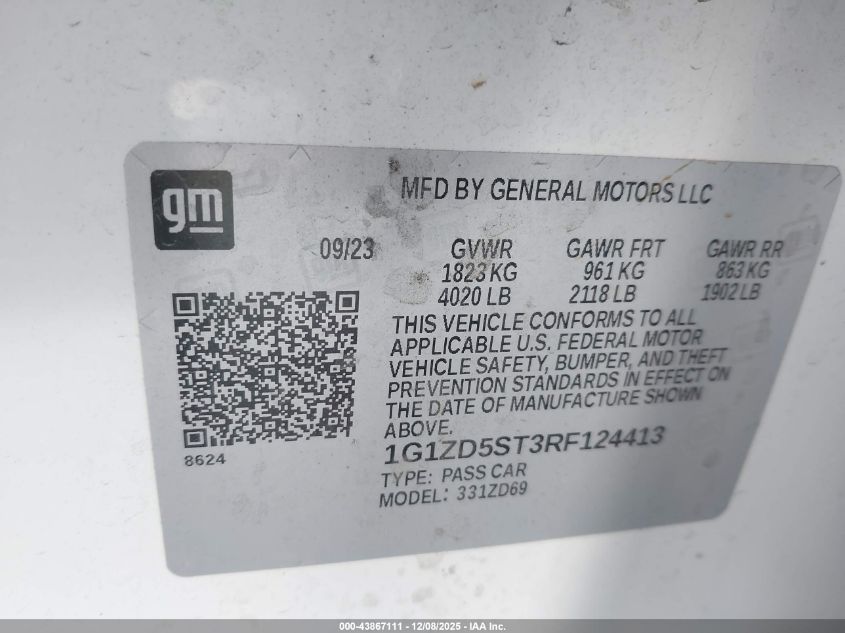 gm
MFD BY GENERAL MOTORS LLC
09/23 GVWR GAWR FRT GAWR RR
1823 KG 961 KG 863 KG
4020 LB 2118 LB 1902 LB
THIS VEHICLE CONFORMS TO ALL
APPLICABLE U.S. FEDERAL MOTOR
VEHICLE SAFETY, BUMPER, AND THEFT
PREVENTION STANDARDS IN EFFECT ON
THE DATE OF MANUFACTURE SHOWN
ABOVE.
8624
1G1ZD5ST3RF124413
TYPE: PASS CAR
MODEL: 331ZD69
000-43867111 - 12/08/2025 - IAA Inc.